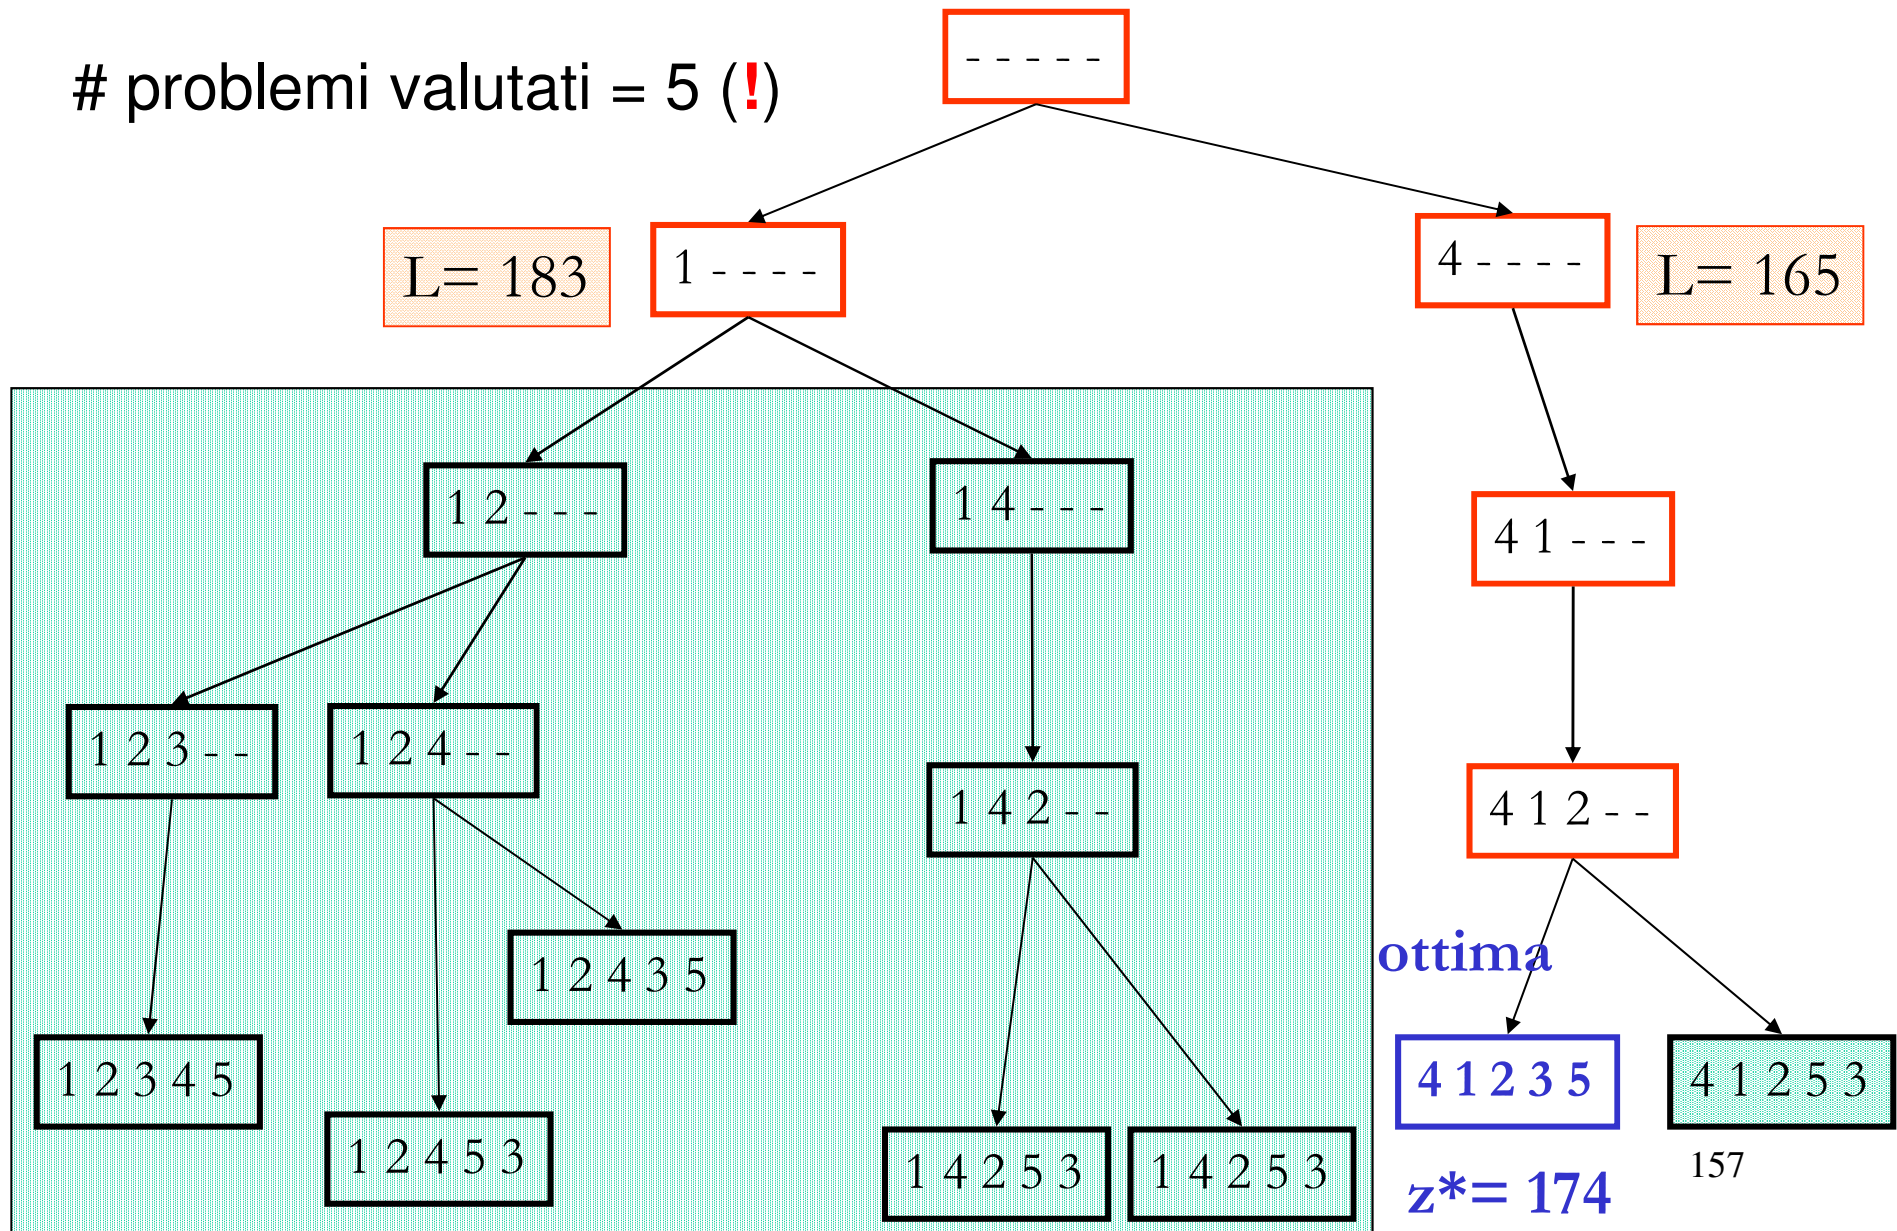 - - - - -
# problemi valutati = 5 (!)
L= 183
1 - - - -
4 - - - -
L= 165
1 2 - - -
1 4 - - -
4 1 - - -
1 2 3 - -
1 2 4 - -
1 4 2 - -
4 1 2 - -
1 2 4 3 5
ottima
1 2 3 4 5
4 1 2 3 5
4 1 2 5 3
1 2 4 5 3
1 4 2 5 3
1 4 2 5 3
157
z*= 174